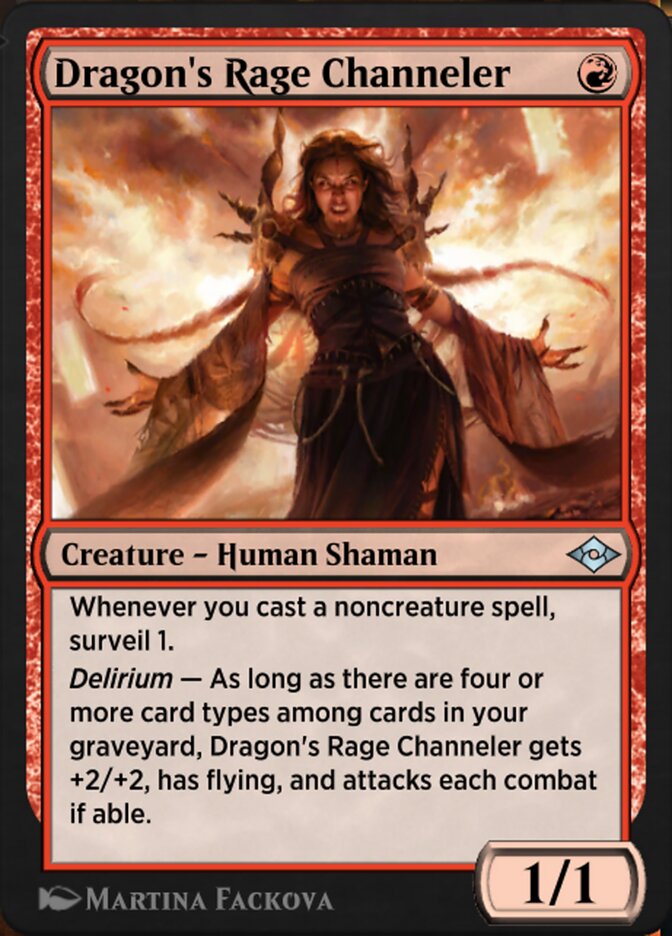 Dragon's Rage Channeler
Creature – Human Shaman
Whenever you cast a noncreature spell,
surveil 1.
Delirium — As long as there are four or
more card types among cards in your
graveyard, Dragon's Rage Channeler gets
+2/+2, has flying, and attacks each combat
if able.
1/1
Martina Fackova